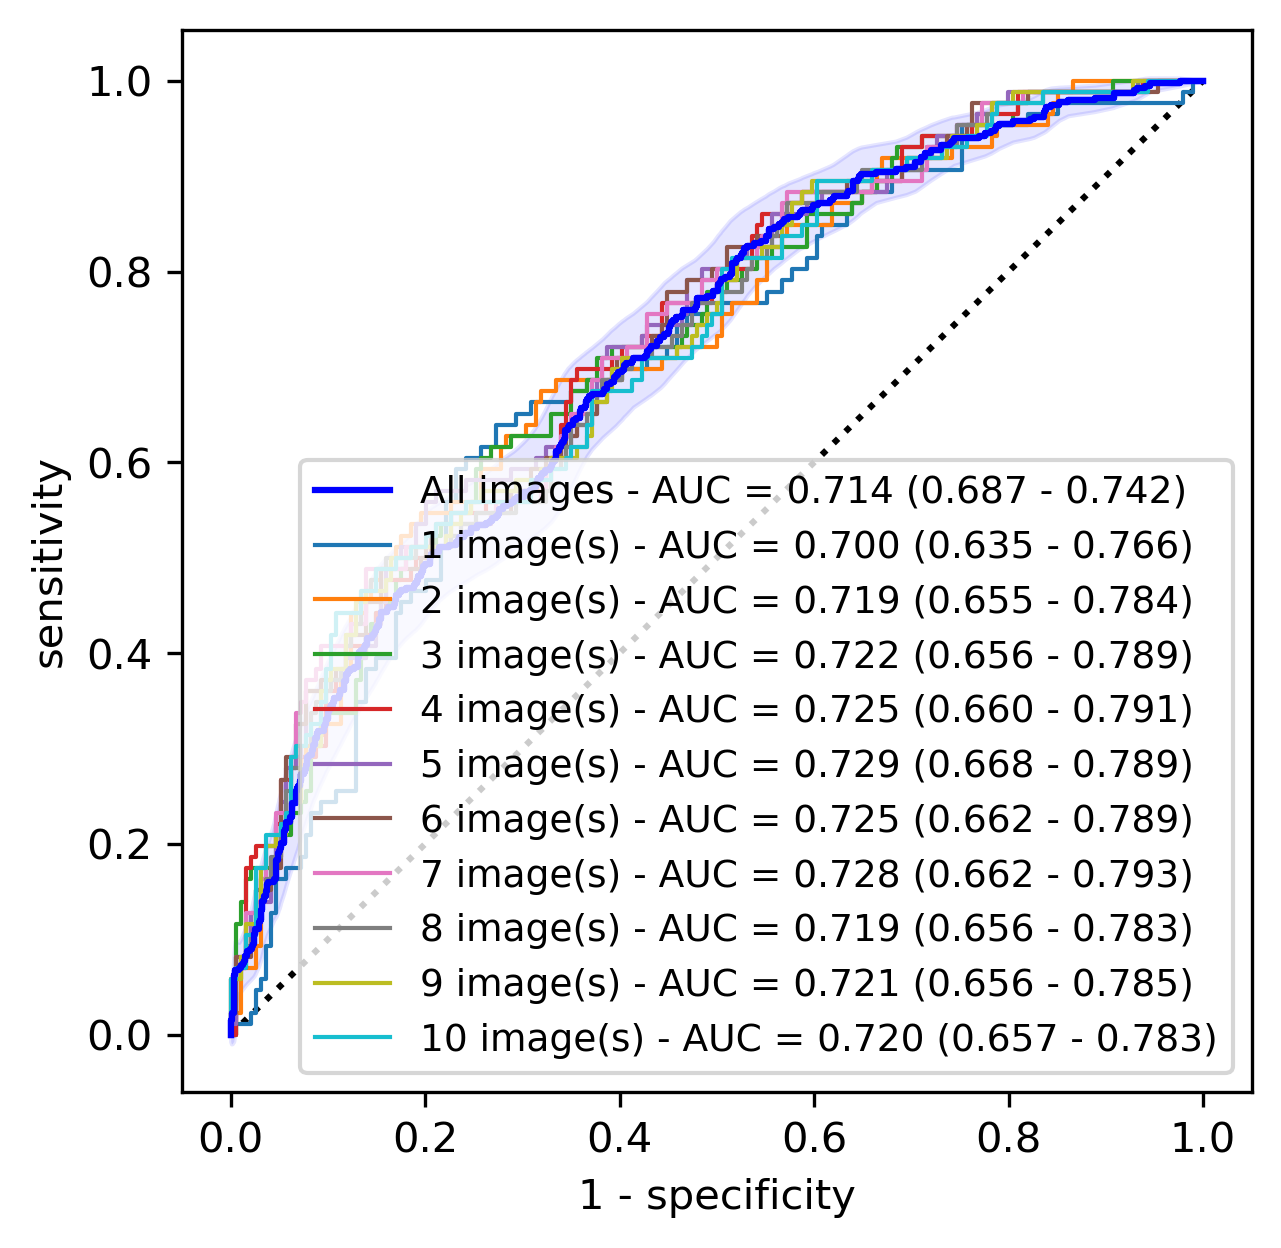 1.0
0.8
0.6
0.4
0.2
0.0
sensitivity
All images - AUC = 0.714 (0.687 - 0.742)
1 image(s) - AUC = 0.700 (0.635 - 0.766)
2 image(s) - AUC = 0.719 (0.655 - 0.784)
3 image(s) - AUC = 0.722 (0.656 - 0.789)
4 image(s) - AUC = 0.725 (0.660 - 0.791)
5 image(s) - AUC = 0.729 (0.668 - 0.789)
6 image(s) - AUC = 0.725 (0.662 - 0.789)
7 image(s) - AUC = 0.728 (0.662 - 0.793)
8 image(s) - AUC = 0.719 (0.656 - 0.783)
9 image(s) - AUC = 0.721 (0.656 - 0.785)
10 image(s) - AUC = 0.720 (0.657 - 0.783)
0.0 0.2 0.4 0.6 0.8 1.0
1 - specificity